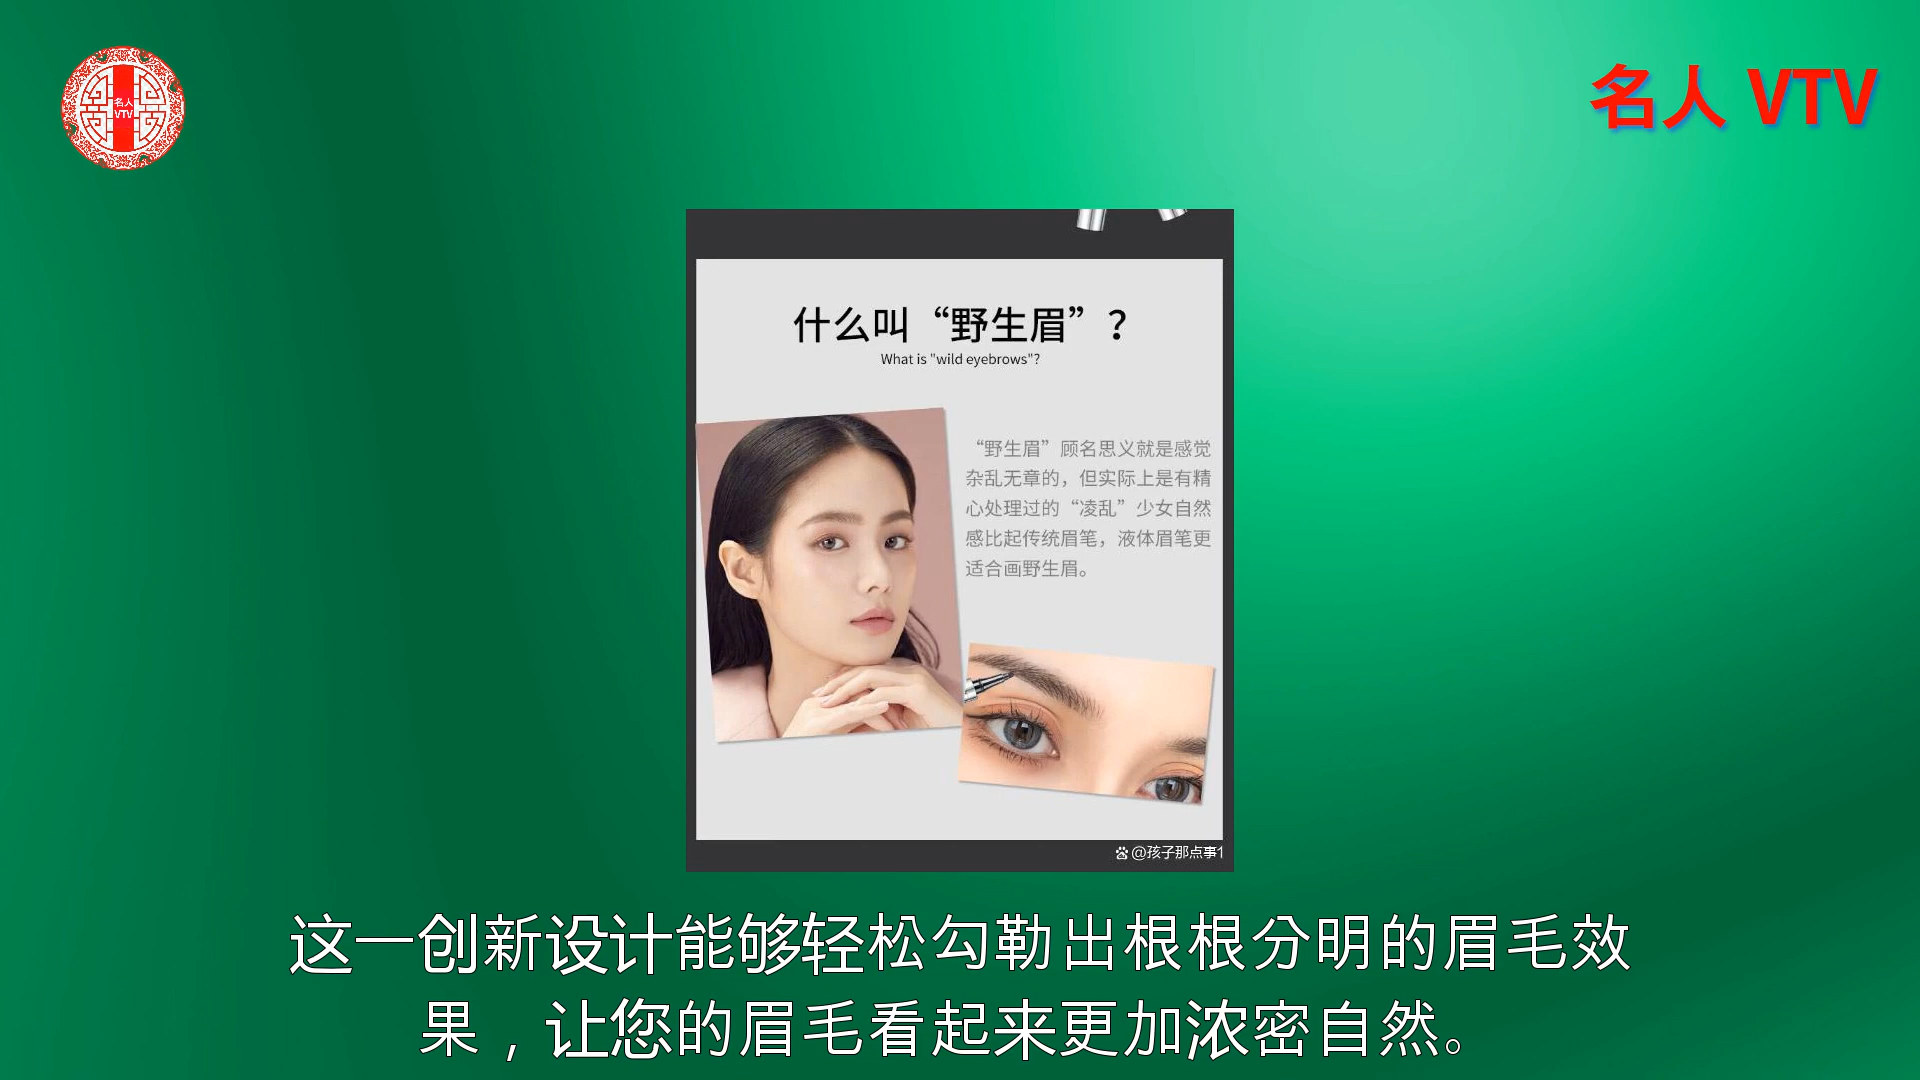 名人
VTV
名人 VTV
什么叫“野生眉”？
What is "wild eyebrows"?
“野生眉”顾名思义就是感觉
杂乱无章的，但实际上是有精
心处理过的“凌乱”少女自然
感比起传统眉笔，液体眉笔更
适合画野生眉。
@孩子那点事1
这一创新设计能够轻松勾勒出根根分明的眉毛效
果，让您的眉毛看起来更加浓密自然。